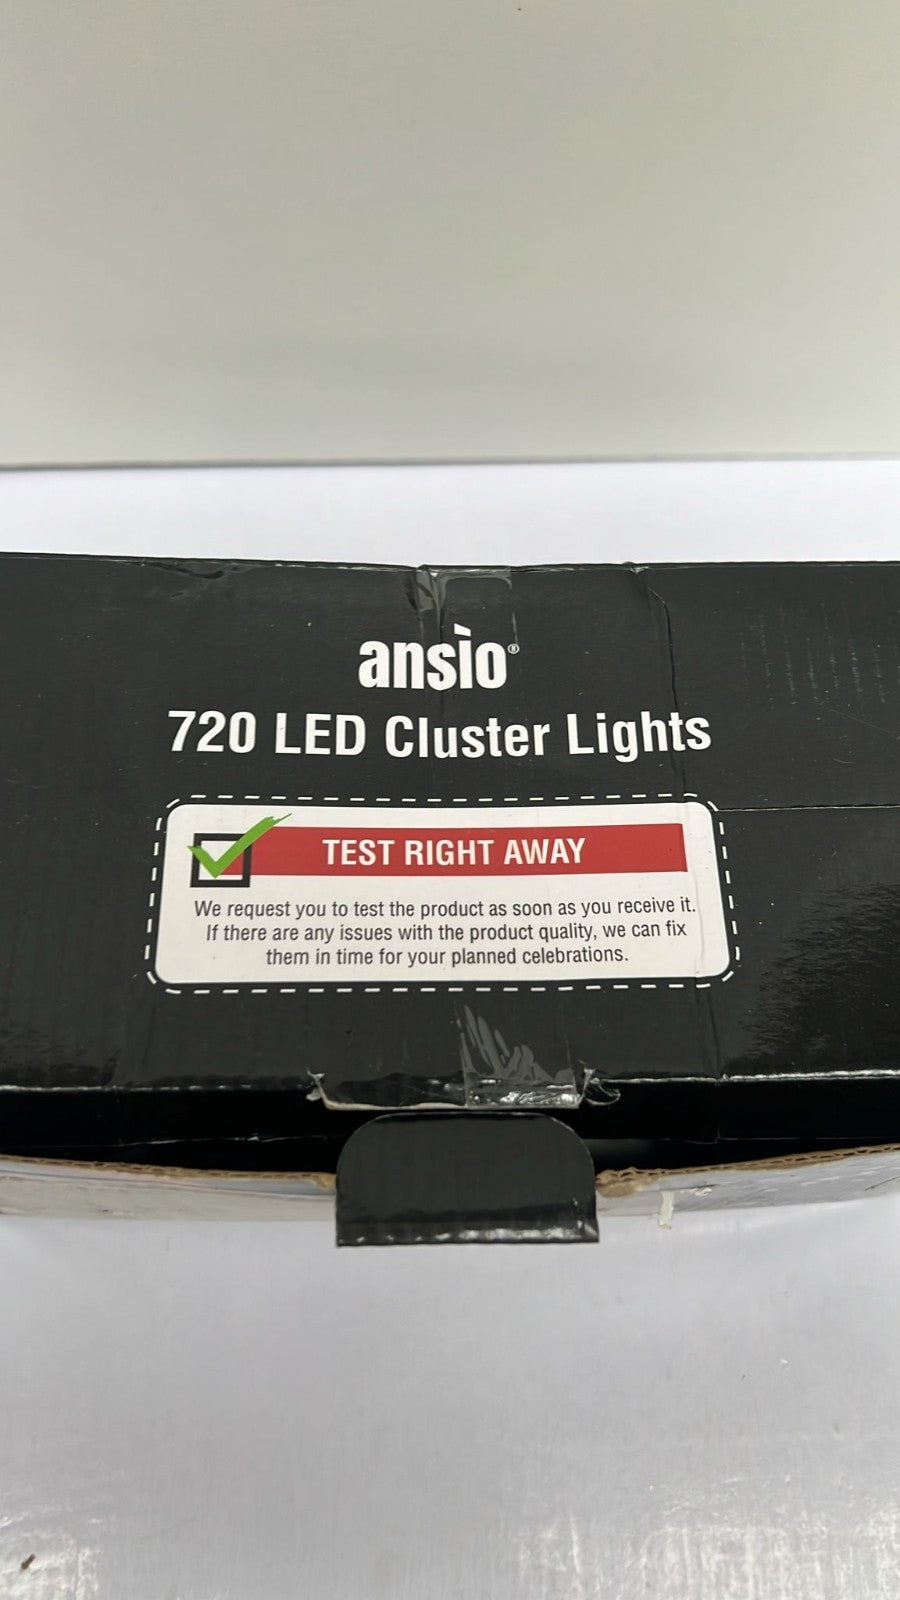 ansìo®
720 LED Cluster Lights
TEST RIGHT AWAY
We request you to test the product as soon as you receive it.
If there are any issues with the product quality, we can fix
them in time for your planned celebrations.